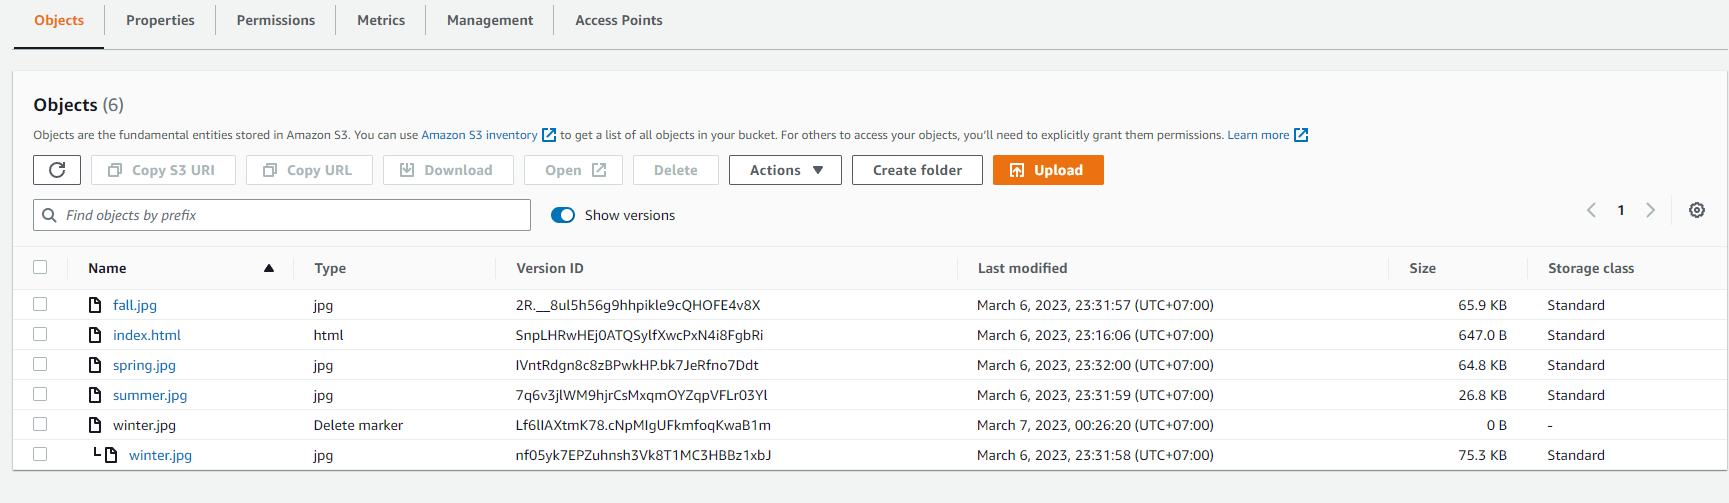 Objects Properties Permissions Metrics Management Access Points
Objects (6)
Objects are the fundamental entities stored in Amazon S3. You can use Amazon S3 inventory to get a list of all objects in your bucket. For others to access your objects, you'll need to explicitly grant them permissions. Learn more
Copy S3 URI Copy URL Download Open Delete Actions Create folder Upload
Find objects by prefix Show versions 1
Name Type Version ID Last modified Size Storage class
fall.jpg jpg 2R.__8ul5h56g9hhpikle9cQHOFE4v8X March 6, 2023, 23:31:57 (UTC+07:00) 65.9 KB Standard
index.html html SnpLHRwHEj0ATQSylfXwcPxN4i8FgbRi March 6, 2023, 23:16:06 (UTC+07:00) 647.0 B Standard
spring.jpg jpg IVntRdgn8c8zBPwkHP.bk7JeRfno7Ddt March 6, 2023, 23:32:00 (UTC+07:00) 64.8 KB Standard
summer.jpg jpg 7q6v3jlWM9hjrCsMxqmOYZqpVFLr03Yl March 6, 2023, 23:31:59 (UTC+07:00) 26.8 KB Standard
winter.jpg Delete marker Lf6lIAXtmK78.cNpMIgUFkmfoqKwaB1m March 7, 2023, 00:26:20 (UTC+07:00) 0 B -
winter.jpg jpg nf05yk7EPZuhnsh3Vk8T1MC3HBBz1xbJ March 6, 2023, 23:31:58 (UTC+07:00) 75.3 KB Standard